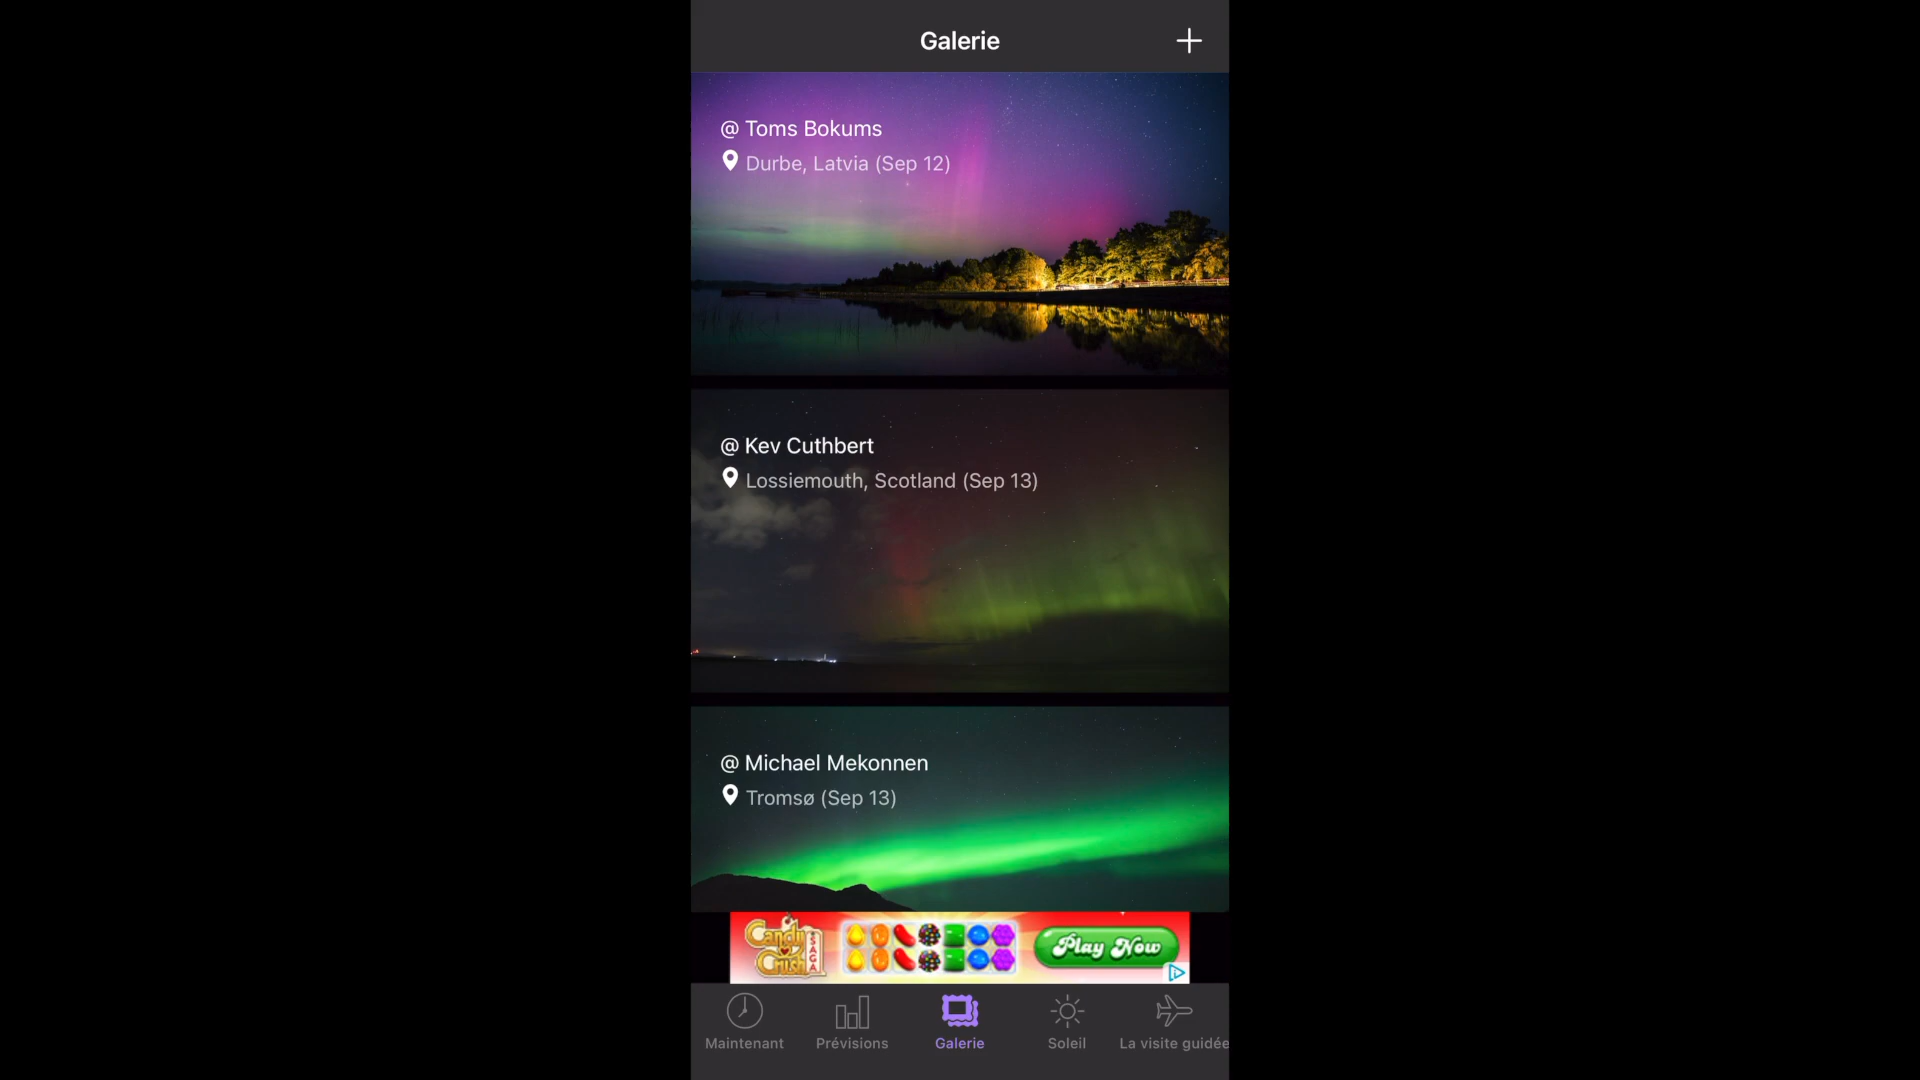 Galerie
@ Toms Bokums
Durbe, Latvia (Sep 12)
@ Kev Cuthbert
Lossiemouth, Scotland (Sep 13)
@ Michael Mekonnen
Tromsø (Sep 13)
Candy
Crush
SAGA
Play Now
Maintenant
Prévisions
Galerie
Soleil
La visite guidée